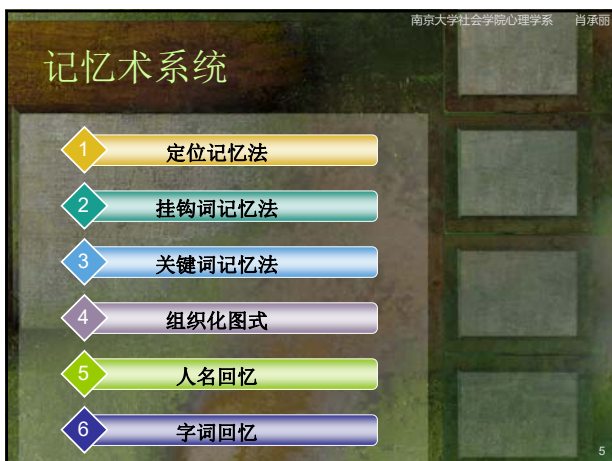 南京大学社会学院心理学系 肖承丽
记忆术系统
1 定位记忆法
2 挂钩词记忆法
3 关键词记忆法
4 组织化图式
5 人名回忆
6 字词回忆
5